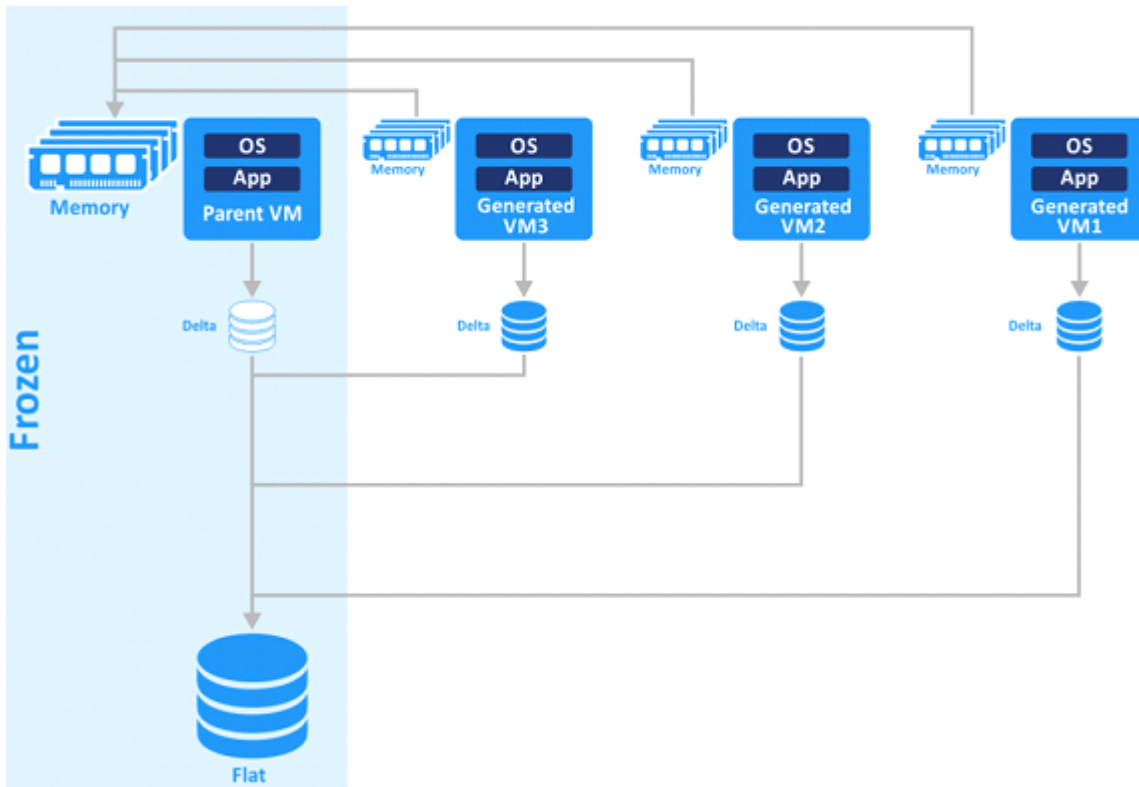 OS
App
Parent VM
Memory
OS
App
Generated
VM3
Memory
OS
App
Generated
VM2
Memory
OS
App
Generated
VM1
Memory
Delta
Delta
Delta
Delta
Frozen
Flat